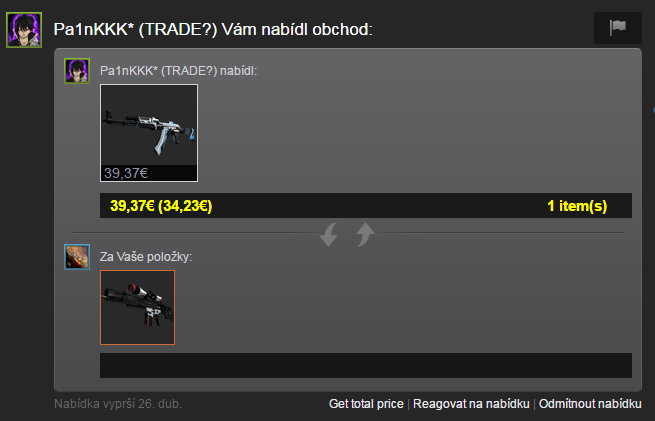 Pa1nKKK* (TRADE?) Vám nabídl obchod:
Pa1nKKK* (TRADE?) nabídl:
39,37€
39,37€ (34,23€) 1 item(s)
Za Vaše položky:
Nabídka vyprší 26. dub. Get total price | Reagovat na nabídku | Odmítnout nabídku